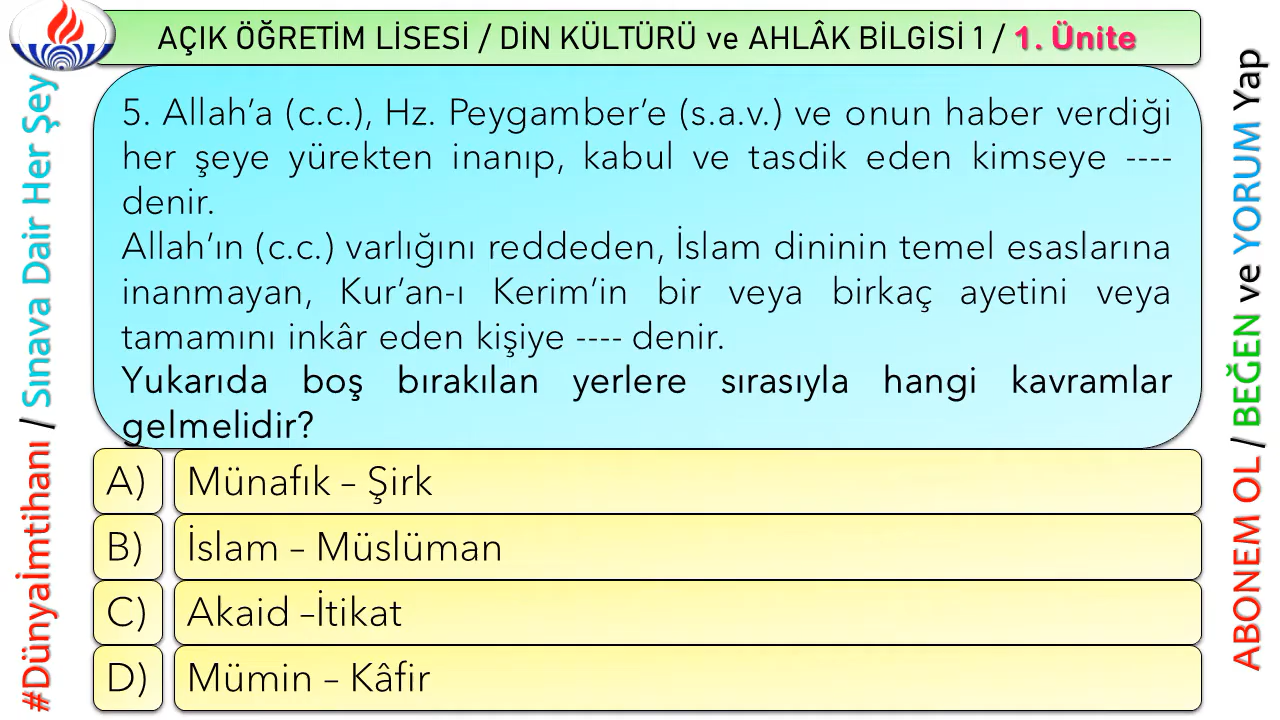 AÇIK ÖĞRETİM LİSESİ / DİN KÜLTÜRÜ ve AHLÂK BİLGİSİ 1 / 1. Ünite
#Dünyaİmtihanı / Sınava Dair Her Şey
5. Allah’a (c.c.), Hz. Peygamber’e (s.a.v.) ve onun haber verdiği
her şeye yürekten inanıp, kabul ve tasdik eden kimseye ----
denir.
Allah’ın (c.c.) varlığını reddeden, İslam dininin temel esaslarına
inanmayan, Kur’an-ı Kerim’in bir veya birkaç ayetini veya
tamamını inkâr eden kişiye ---- denir.
Yukarıda boş bırakılan yerlere sırasıyla hangi kavramlar
gelmelidir?
A) Münafık – Şirk
B) İslam – Müslüman
C) Akaid –İtikat
D) Mümin – Kâfir
ABONEM OL / BEĞEN ve YORUM Yap